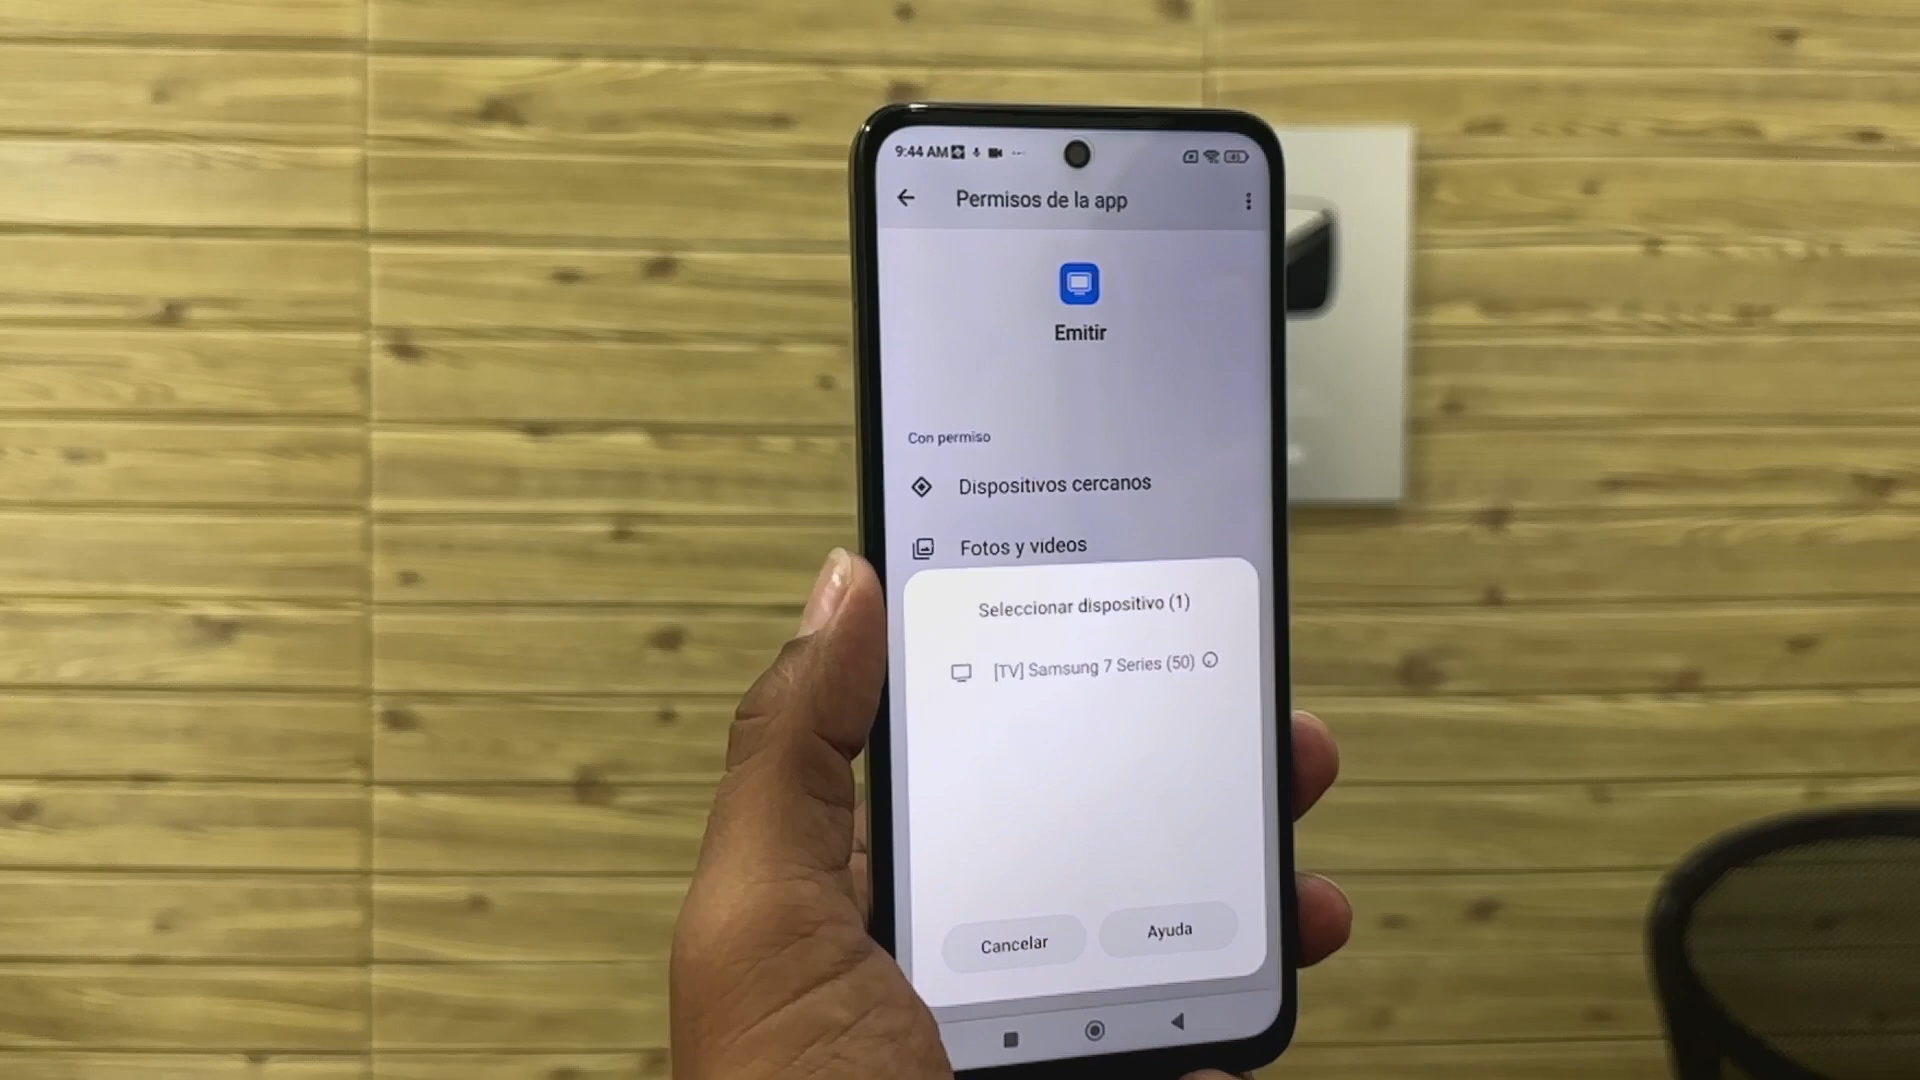 9:44 AM
45
Permisos de la app
Emitir
Con permiso
Dispositivos cercanos
Fotos y videos
Seleccionar dispositivo (1)
[TV] Samsung 7 Series (50)
Cancelar
Ayuda